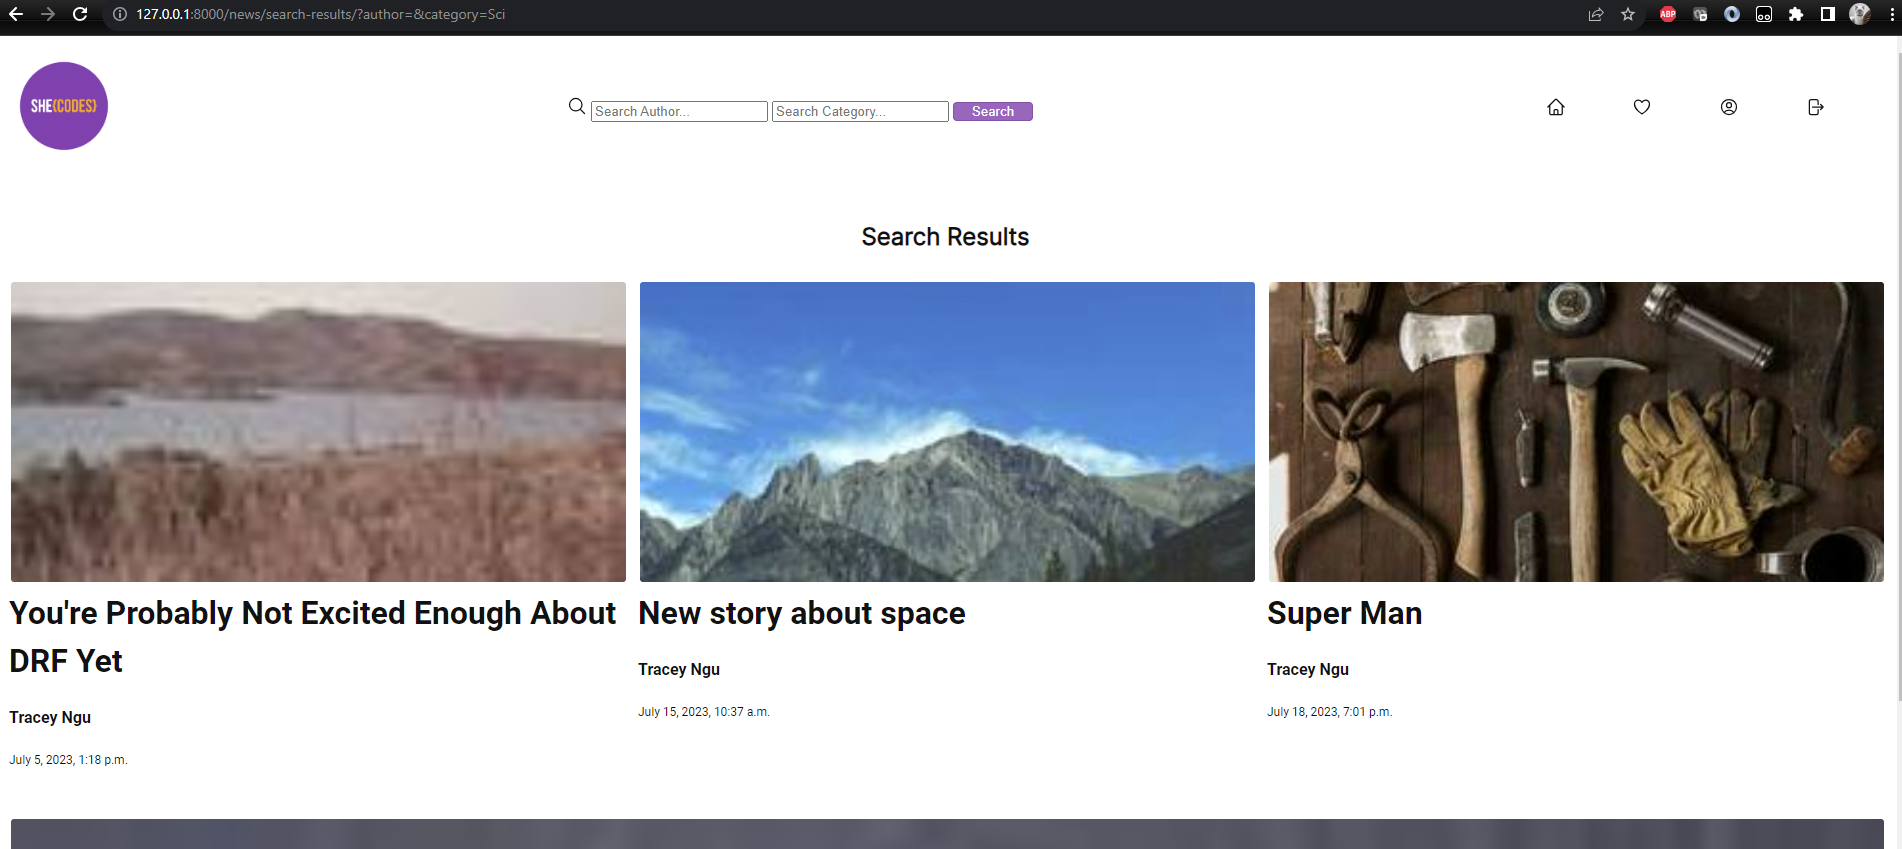 127.0.0.1:8000/news/search-results/?author=&category=Sci
ABP
SHE{CODES}
Search Author...
Search Category...
Search
Search Results
You're Probably Not Excited Enough About
DRF Yet
Tracey Ngu
July 5, 2023, 1:18 p.m.
New story about space
Tracey Ngu
July 15, 2023, 10:37 a.m.
Super Man
Tracey Ngu
July 18, 2023, 7:01 p.m.